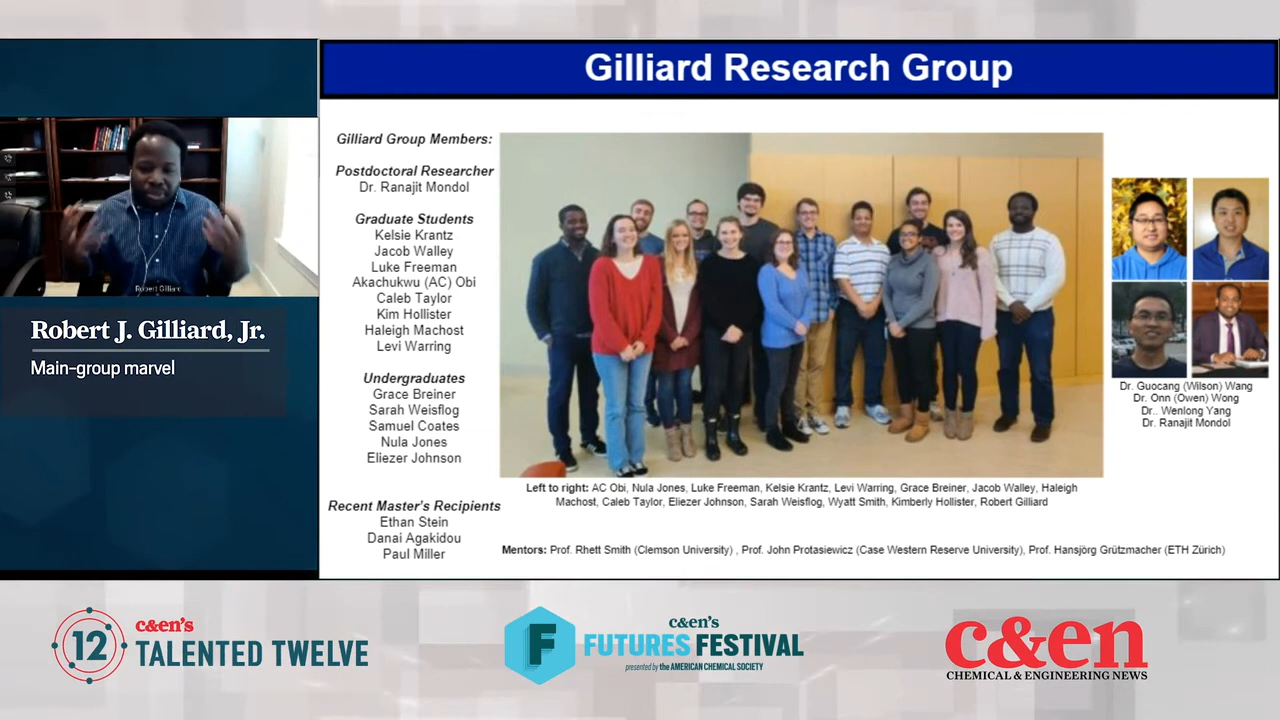 Gilliard Research Group
Robert Gilliard
Robert J. Gilliard, Jr.
Main-group marvel
Gilliard Group Members:
Postdoctoral Researcher
Dr. Ranajit Mondol
Graduate Students
Kelsie Krantz
Jacob Walley
Luke Freeman
Akachukwu (AC) Obi
Caleb Taylor
Kim Hollister
Haleigh Machost
Levi Warring
Undergraduates
Grace Breiner
Sarah Weisflog
Samuel Coates
Nula Jones
Eliezer Johnson
Recent Master's Recipients
Ethan Stein
Danai Agakidou
Paul Miller
Left to right: AC Obi, Nula Jones, Luke Freeman, Kelsie Krantz, Levi Warring, Grace Breiner, Jacob Walley, Haleigh
Machost, Caleb Taylor, Eliezer Johnson, Sarah Weisflog, Wyatt Smith, Kimberly Hollister, Robert Gilliard
Mentors: Prof. Rhett Smith (Clemson University) , Prof. John Protasiewicz (Case Western Reserve University), Prof. Hansjörg Grützmacher (ETH Zürich)
Dr. Guocang (Wilson) Wang
Dr. Onn (Owen) Wong
Dr.. Wenlong Yang
Dr. Ranajit Mondol
12
c&en's
TALENTED TWELVE
F
c&en's
FUTURES FESTIVAL
presented by the AMERICAN CHEMICAL SOCIETY
c&en
CHEMICAL & ENGINEERING NEWS